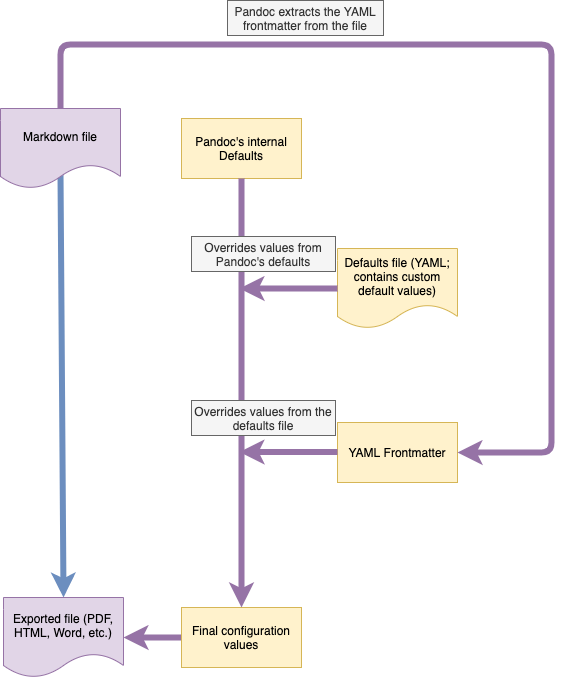 Pandoc extracts the YAML
frontmatter from the file
Markdown file
Pandoc's internal
Defaults
Overrides values from
Pandoc's defaults
Defaults file (YAML;
contains custom
default values)
Overrides values from the
defaults file
YAML Frontmatter
Exported file (PDF,
HTML, Word, etc.)
Final configuration
values